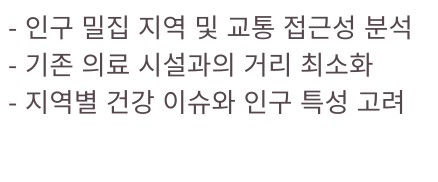 - 인구 밀집 지역 및 교통 접근성 분석
- 기존 의료 시설과의 거리 최소화
- 지역별 건강 이슈와 인구 특성 고려